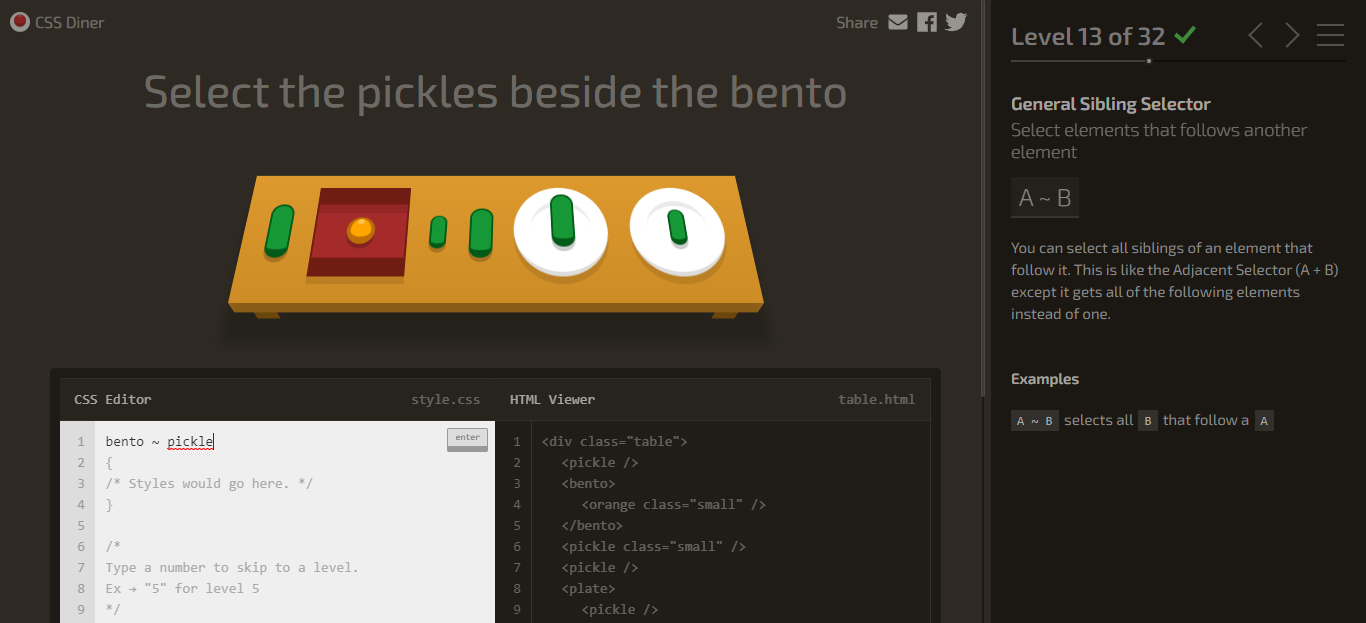 CSS Diner
Share
Select the pickles beside the bento
CSS Editor
style.css
1
bento ~ pickle
enter
2
{
3
/* Styles would go here. */
4
}
5
6
/*
7
Type a number to skip to a level.
8
Ex → "5" for level 5
9
*/
HTML Viewer
table.html
1
<div class="table">
2
<pickle />
3
<bento>
4
<orange class="small" />
5
</bento>
6
<pickle class="small" />
7
<pickle />
8
<plate>
9
<pickle />
Level 13 of 32
General Sibling Selector
Select elements that follows another
element
A ~ B
You can select all siblings of an element that
follow it. This is like the Adjacent Selector (A + B)
except it gets all of the following elements
instead of one.
Examples
A ~ B selects all B that follow a A